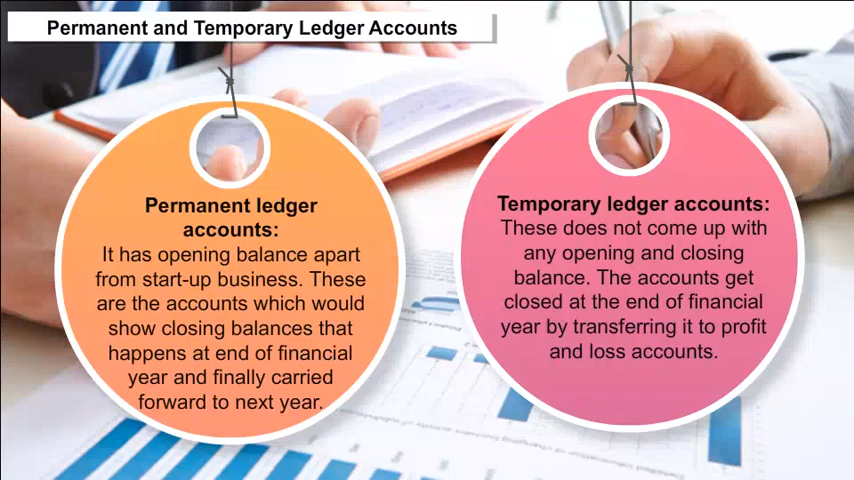 Permanent and Temporary Ledger Accounts
Permanent ledger
accounts:
It has opening balance apart
from start-up business. These
are the accounts which would
show closing balances that
happens at end of financial
year and finally carried
forward to next year.
Temporary ledger accounts:
These does not come up with
any opening and closing
balance. The accounts get
closed at the end of financial
year by transferring it to profit
and loss accounts.